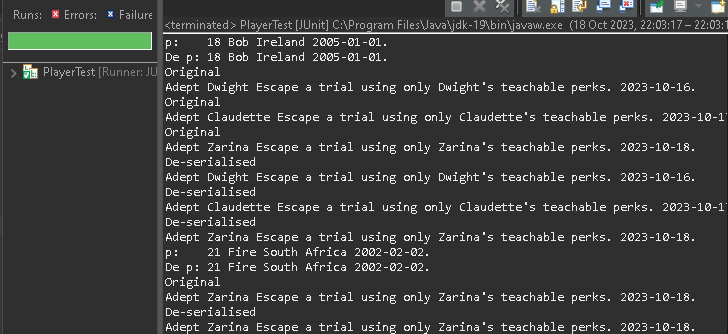 Runs: Errors: Failure
<terminated> PlayerTest [JUnit] C:\Program Files\Java\jdk-19\bin\javaw.exe (18 Oct 2023, 22:03:17 – 22:03:1
PlayerTest [Runner: JU
p: 18 Bob Ireland 2005-01-01.
De p: 18 Bob Ireland 2005-01-01.
Original
Adept Dwight Escape a trial using only Dwight's teachable perks. 2023-10-16.
Original
Adept Claudette Escape a trial using only Claudette's teachable perks. 2023-10-1
Original
Adept Zarina Escape a trial using only Zarina's teachable perks. 2023-10-18.
De-serialised
Adept Dwight Escape a trial using only Dwight's teachable perks. 2023-10-16.
De-serialised
Adept Claudette Escape a trial using only Claudette's teachable perks. 2023-10-1
De-serialised
Adept Zarina Escape a trial using only Zarina's teachable perks. 2023-10-18.
p: 21 Fire South Africa 2002-02-02.
De p: 21 Fire South Africa 2002-02-02.
Original
Adept Zarina Escape a trial using only Zarina's teachable perks. 2023-10-18.
De-serialised
Adept Zarina Escape a trial using only Zarina's teachable perks. 2023-10-18.